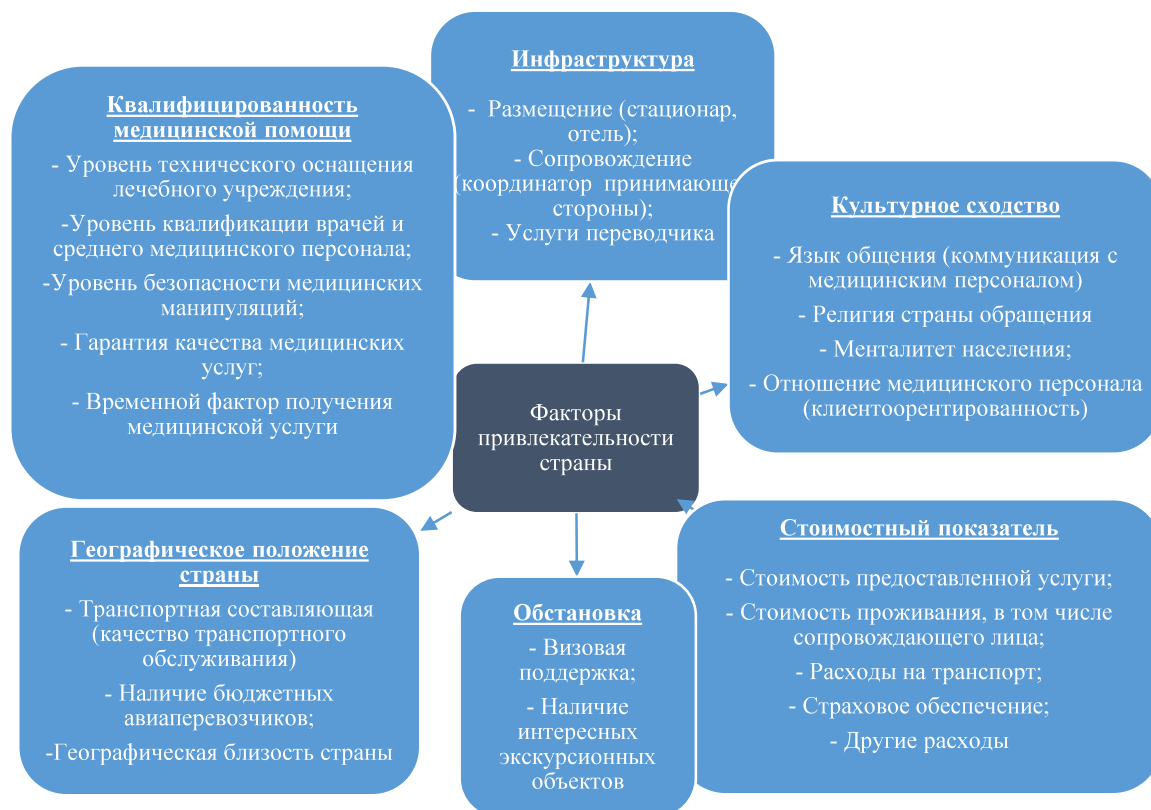 Инфраструктура
- Размещение (стационар,
отель);
- Сопровождение
(координатор принимающе
стороны);
- Услуги переводчика
Квалифицированность
медицинской помощи
- Уровень технического оснащения
лечебного учреждения;
-Уровень квалификации врачей и
среднего медицинского персонала;
-Уровень безопасности медицинских
манипуляций;
- Гарантия качества медицинских
услуг;
- Временной фактор получения
медицинской услуги
Культурное сходство
- Язык общения (коммуникация с
медицинским персоналом)
- Религия страны обращения
- Менталитет населения;
- Отношение медицинского персонала
(клиентоорентированность)
Факторы
привлекательности
страны
Географическое положение
страны
- Транспортная составляющая
(качество транспортного
обслуживания)
- Наличие бюджетных
авиаперевозчиков;
-Географическая близость страны
Обстановка
- Визовая
поддержка;
- Наличие
интересных
экскурсионных
объектов
Стоимостный показатель
- Стоимость предоставленной услуги;
- Стоимость проживания, в том числе
сопровождающего лица;
- Расходы на транспорт;
- Страховое обеспечение;
- Другие расходы